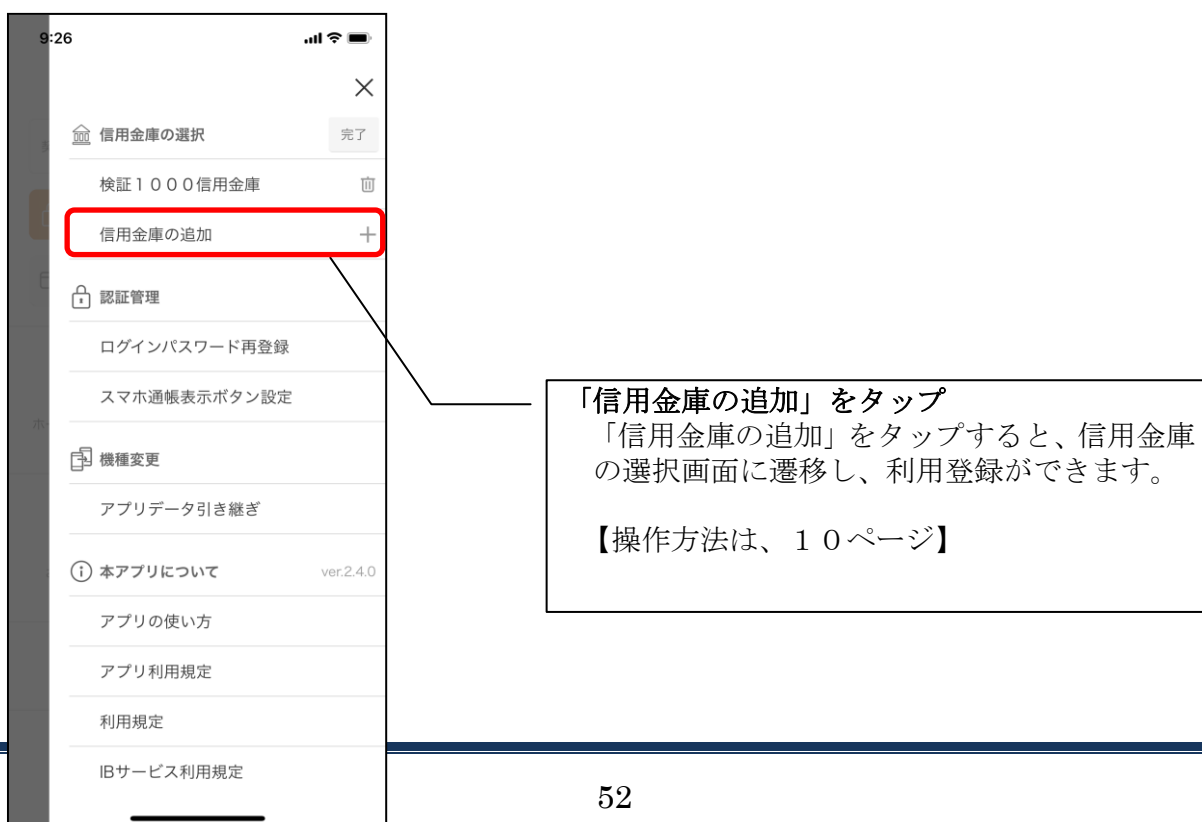 9:26
信用金庫の選択 完了
検証１０００信用金庫
信用金庫の追加
認証管理
ログインパスワード再登録
スマホ通帳表示ボタン設定
機種変更
アプリデータ引き継ぎ
本アプリについて ver.2.4.0
アプリの使い方
アプリ利用規定
利用規定
IBサービス利用規定
「信用金庫の追加」をタップ
「信用金庫の追加」をタップすると、信用金庫
の選択画面に遷移し、利用登録ができます。
【操作方法は、１０ページ】
52